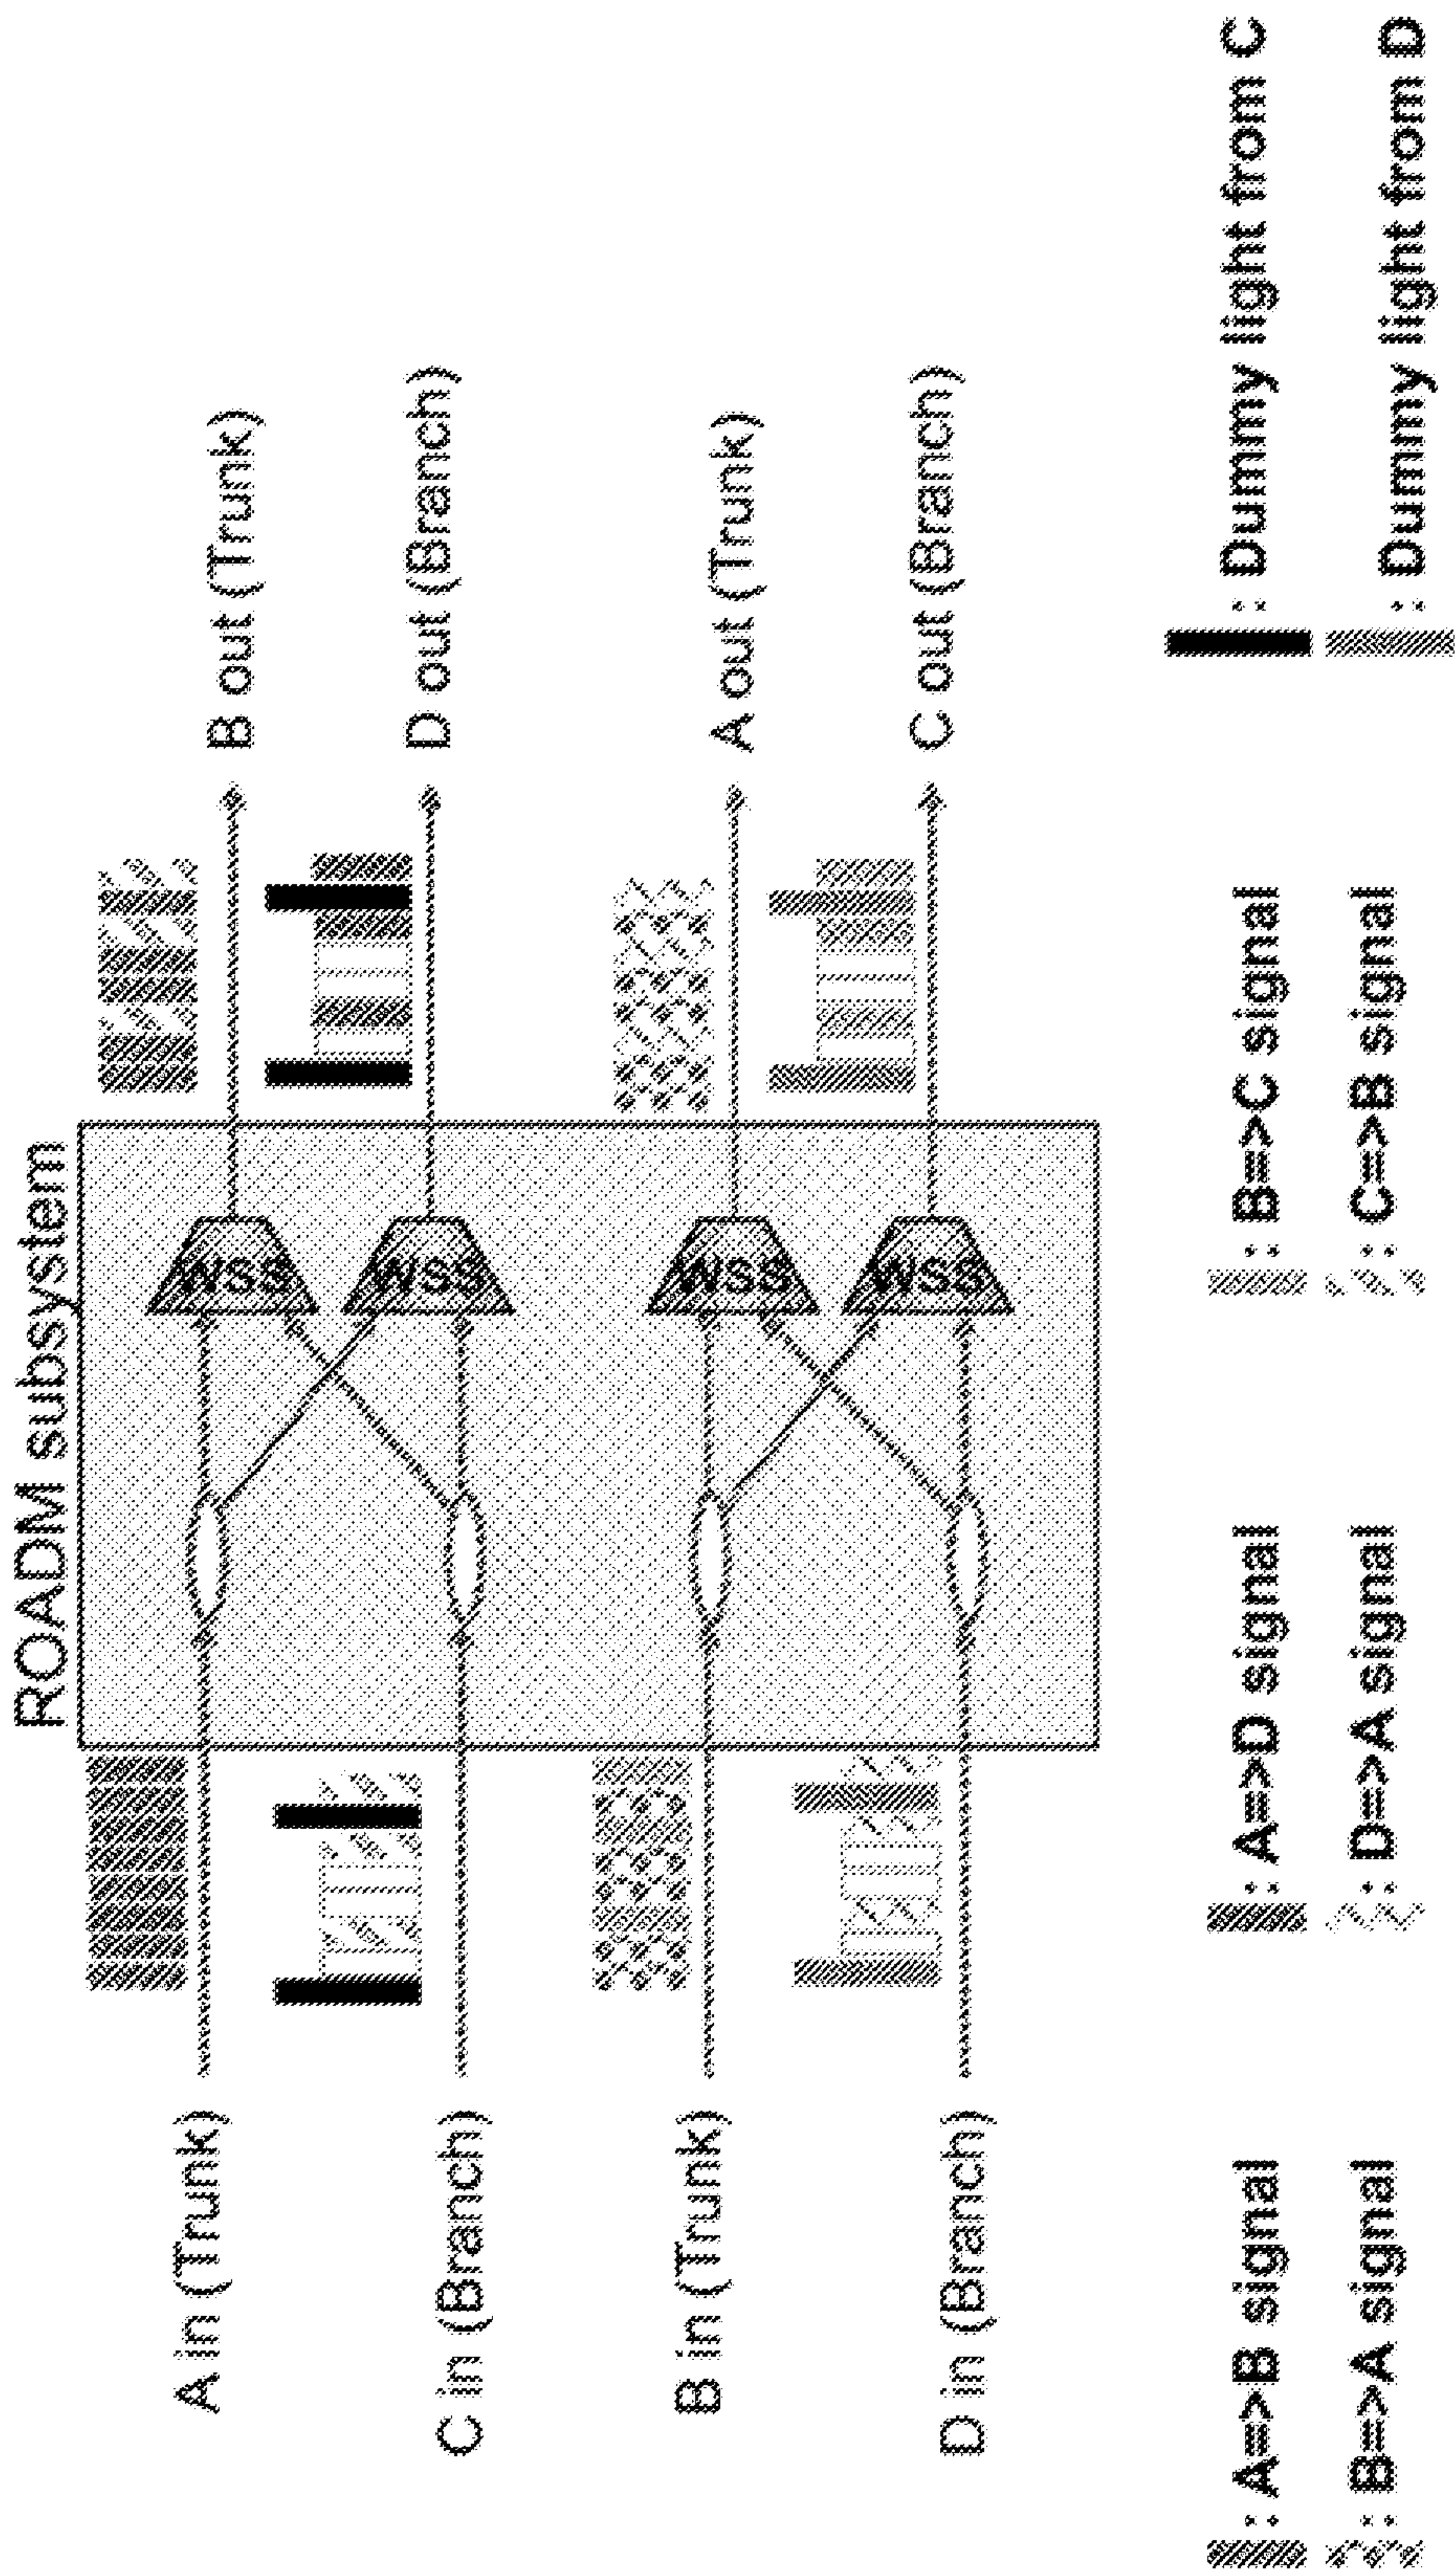 ROADM subsystem
A in (Trunk)
C in (Branch)
B in (Trunk)
D in (Branch)
WSS
WSS
WSS
WSS
B out (Trunk)
D out (Branch)
A out (Trunk)
C out (Branch)
: A=>B signal
: A=>D signal
: B=>C signal
: Dummy light from C
: B=>A signal
: D=>A signal
: C=>B signal
: Dummy light from D